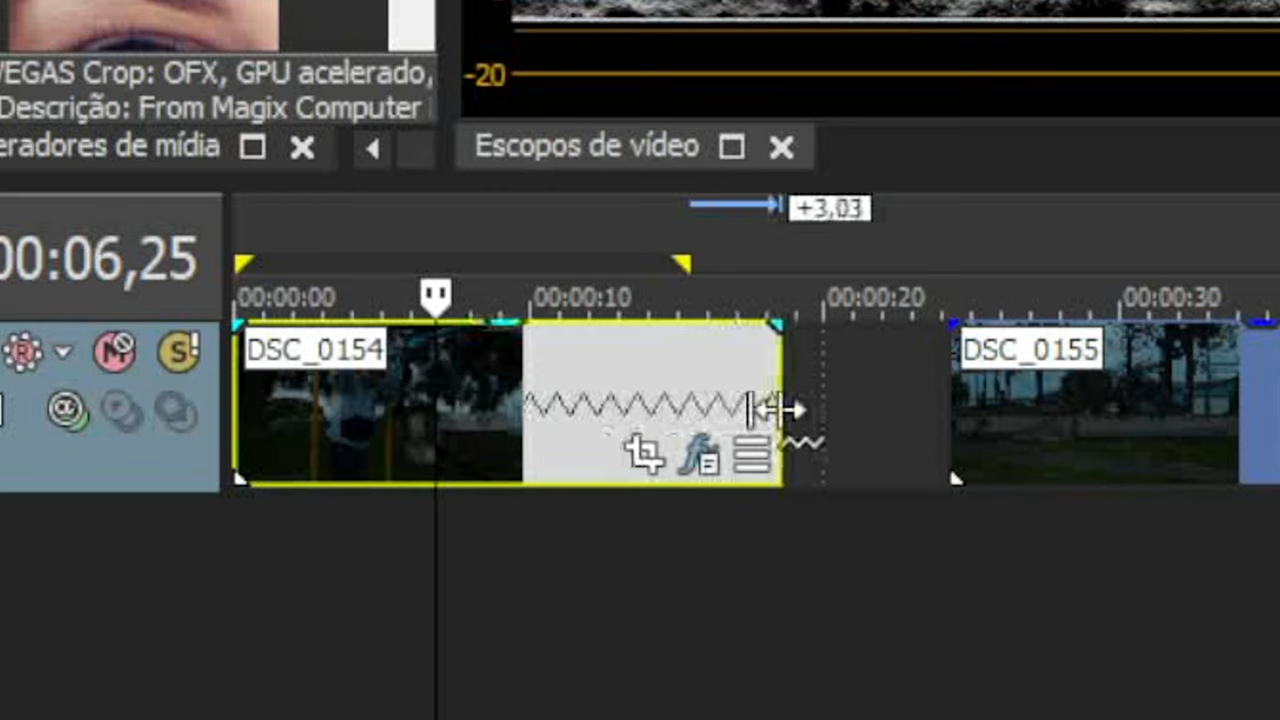 VEGAS Crop: OFX, GPU acelerado,
Descrição: From Magix Computer
-20
eradores de mídia
Escopos de vídeo
+3,03
00:06,25
00:00:00
00:00:10
00:00:20
00:00:30
R
M
S!
DSC_0154
DSC_0155